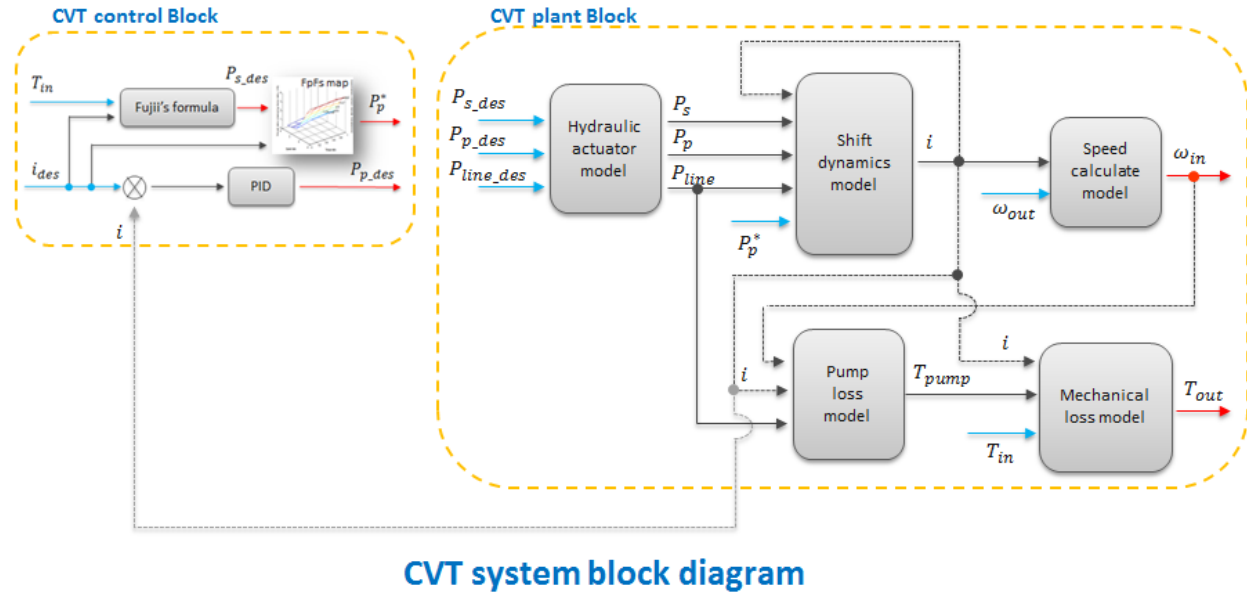 CVT control Block
T_in
P_s_des
FpFs map
P_p^*
Fujii's formula
i_des
PID
P_p_des
i
CVT plant Block
P_s_des
P_p_des
P_line_des
Hydraulic
actuator
model
P_s
P_p
P_line
P_p^*
Shift
dynamics
model
i
Speed
calculate
model
ω_out
ω_in
i
Pump
loss
model
T_pump
i
T_in
Mechanical
loss model
T_out
CVT system block diagram